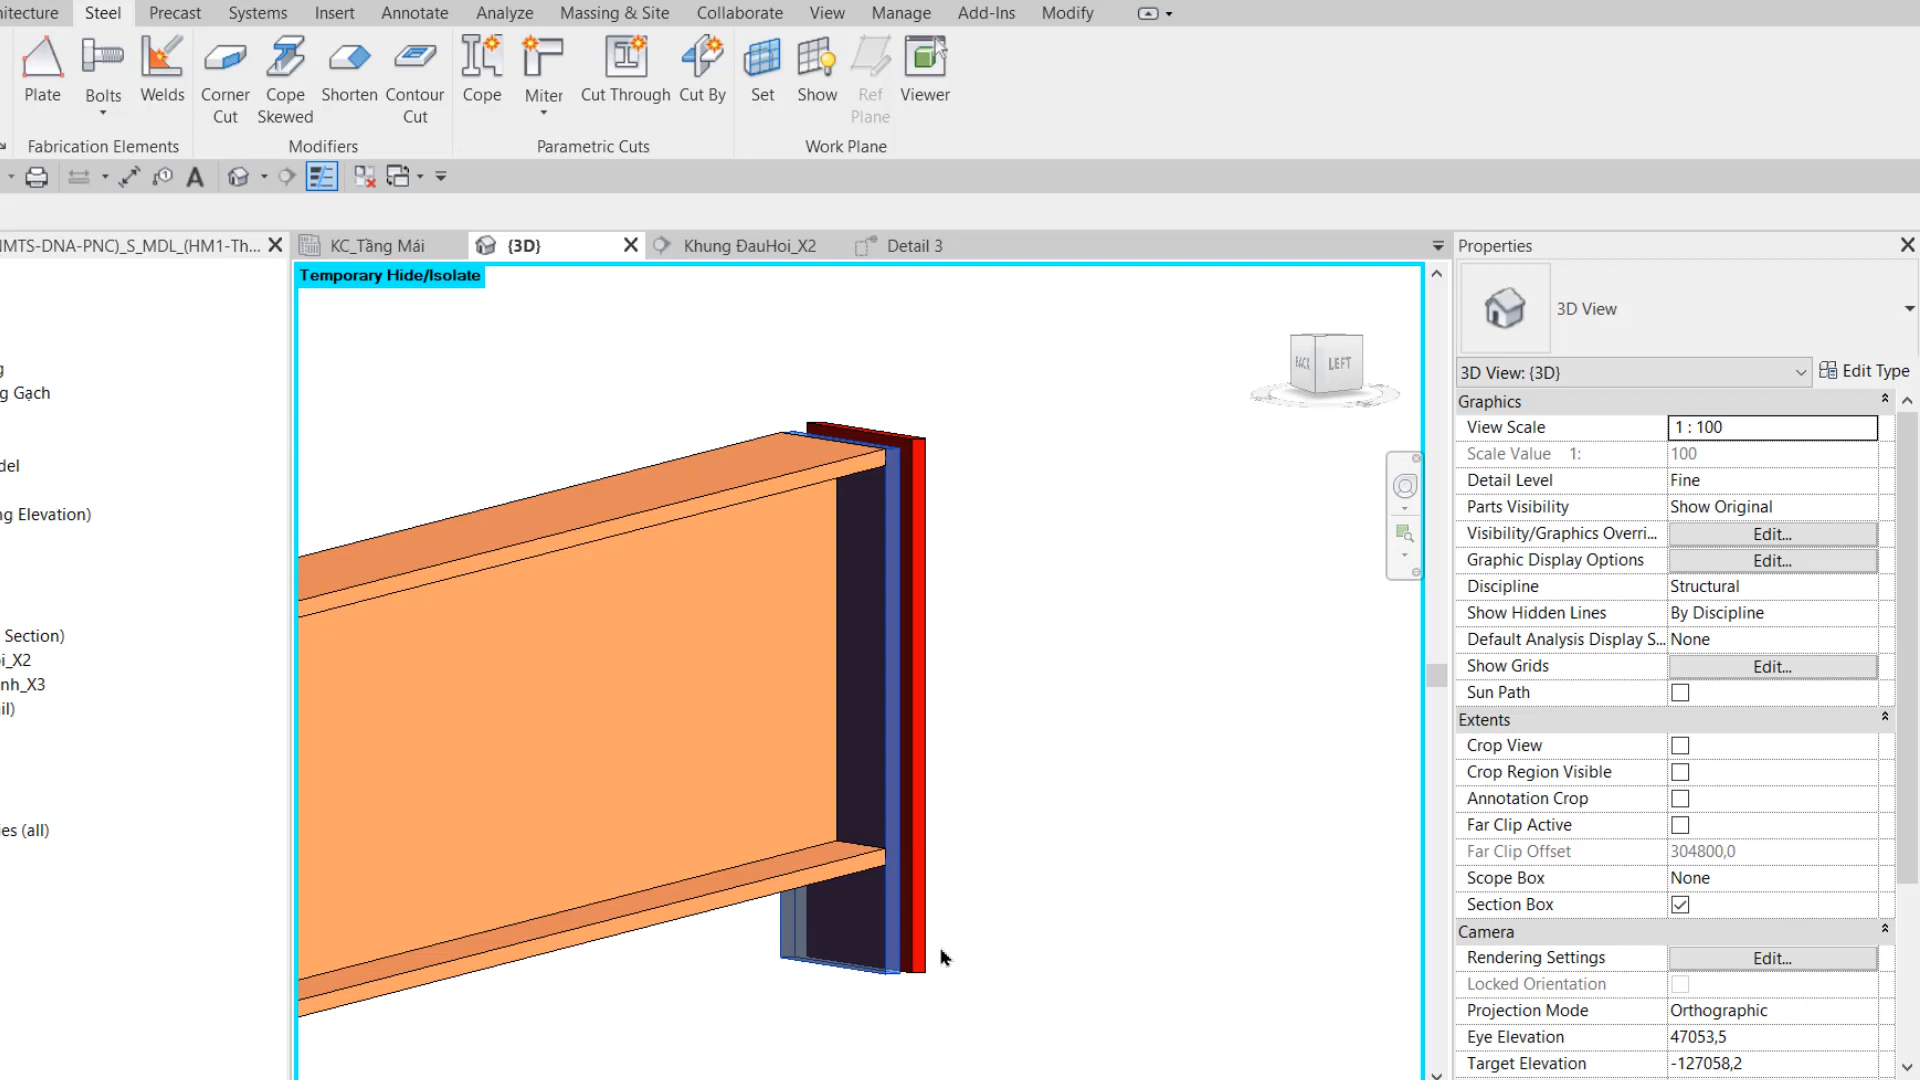 itecture Steel Precast Systems Insert Annotate Analyze Massing & Site Collaborate View Manage Add-Ins Modify
Plate Bolts Welds Corner Cut Cope Skewed Shorten Contour Cut Cope Miter Cut Through Cut By Set Show Ref Plane Viewer
Fabrication Elements Modifiers Parametric Cuts Work Plane
A
MTS-DNA-PNC)_S_MDL_(HM1-Th... KC_Tầng Mái {3D} Khung ĐauHoi_X2 Detail 3 Properties
Temporary Hide/Isolate
3D View
BACK LEFT
3D View: {3D} Edit Type
g
g Gạch
del
ng Elevation)
Section)
oi_X2
nh_X3
il)
ies (all)
Graphics
View Scale 1 : 100
Scale Value 1: 100
Detail Level Fine
Parts Visibility Show Original
Visibility/Graphics Overri... Edit...
Graphic Display Options Edit...
Discipline Structural
Show Hidden Lines By Discipline
Default Analysis Display S... None
Show Grids Edit...
Sun Path
Extents
Crop View
Crop Region Visible
Annotation Crop
Far Clip Active
Far Clip Offset 304800,0
Scope Box None
Section Box
Camera
Rendering Settings Edit...
Locked Orientation
Projection Mode Orthographic
Eye Elevation 47053,5
Target Elevation -127058,2